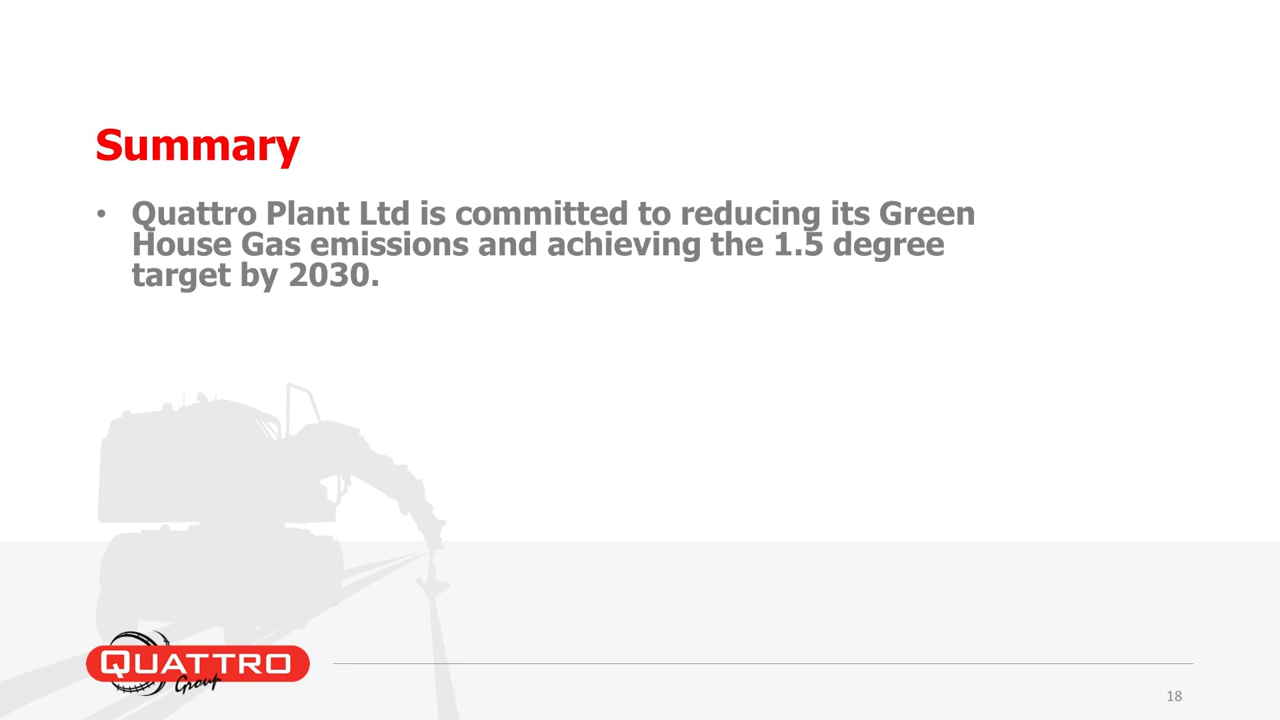 Summary
• Quattro Plant Ltd is committed to reducing its Green
House Gas emissions and achieving the 1.5 degree
target by 2030.
QUATTRO
Group
18